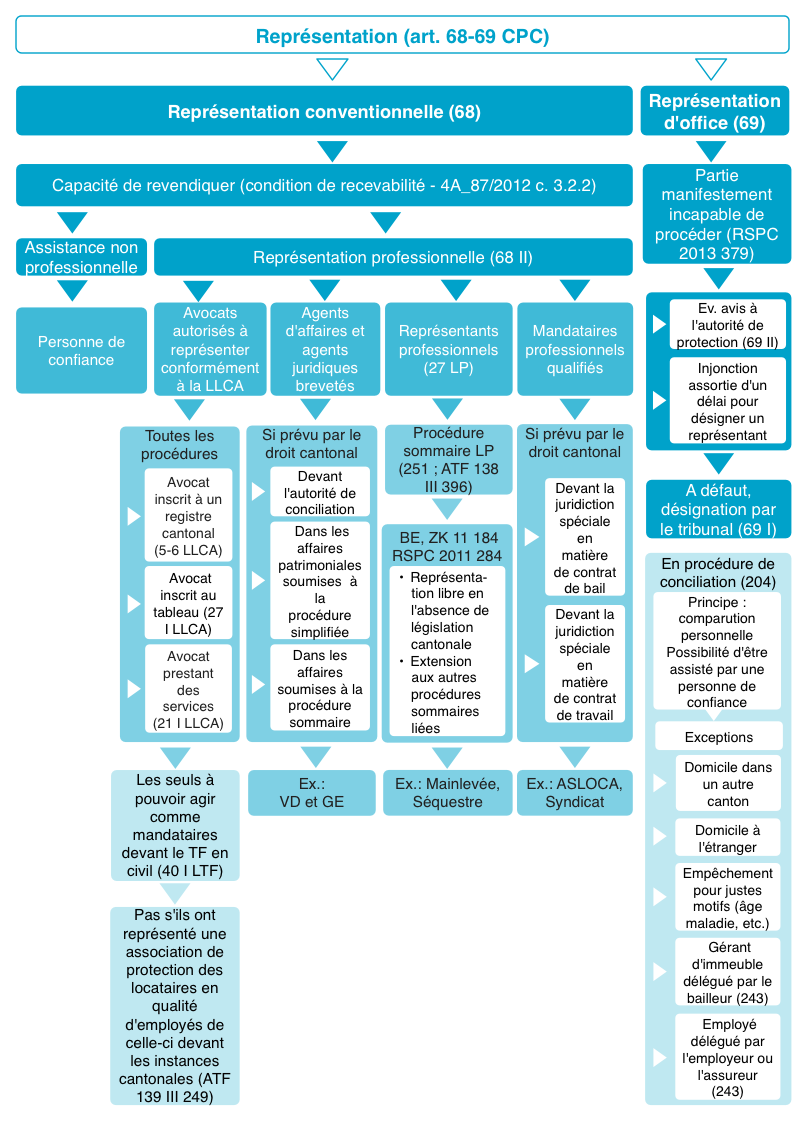 Représentation (art. 68-69 CPC)
Représentation conventionnelle (68)
Capacité de revendiquer (condition de recevabilité - 4A_87/2012 c. 3.2.2)
Assistance non
professionnelle
Personne de
confiance
Représentation professionnelle (68 II)
Avocats
autorisés à
représenter
conformément
à la LLCA
Toutes les
procédures
Avocat
inscrit à un
registre
cantonal
(5-6 LLCA)
Avocat
inscrit au
tableau (27
I LLCA)
Avocat
prestant
des
services
(21 I LLCA)
Les seuls à
pouvoir agir
comme
mandataires
devant le TF en
civil (40 I LTF)
Pas s'ils ont
représenté une
association de
protection des
locataires en
qualité
d'employés de
celle-ci devant
les instances
cantonales (ATF
139 III 249)
Agents
d'affaires et
agents
juridiques
brevetés
Si prévu par le
droit cantonal
Devant
l'autorité de
conciliation
Dans les
affaires
patrimoniales
soumises à
la
procédure
simplifiée
Dans les
affaires
soumises à la
procédure
sommaire
Ex.:
VD et GE
Représentants
professionnels
(27 LP)
Procédure
sommaire LP
(251 ; ATF 138
III 396)
BE, ZK 11 184
RSPC 2011 284
• Représenta-
tion libre en
l'absence de
législation
cantonale
• Extension
aux autres
procédures
sommaires
liées
Ex.: Mainlevée,
Séquestre
Mandataires
professionnels
qualifiés
Si prévu par le
droit cantonal
Devant la
juridiction
spéciale
en
matière
de contrat
de bail
Devant la
juridiction
spéciale
en
matière
de contrat
de travail
Ex.: ASLOCA,
Syndicat
Représentation
d'office (69)
Partie
manifestement
incapable de
procéder (RSPC
2013 379)
Ev. avis à
l'autorité de
protection (69 II)
Injonction
assortie d'un
délai pour
désigner un
représentant
A défaut,
désignation par
le tribunal (69 I)
En procédure de
conciliation (204)
Principe :
comparution
personnelle
Possibilité d'être
assisté par une
personne de
confiance
Exceptions
Domicile dans
un autre
canton
Domicile à
l'étranger
Empêchement
pour justes
motifs (âge
maladie, etc.)
Gérant
d'immeuble
délégué par le
bailleur (243)
Employé
délégué par
l'employeur ou
l'assureur
(243)